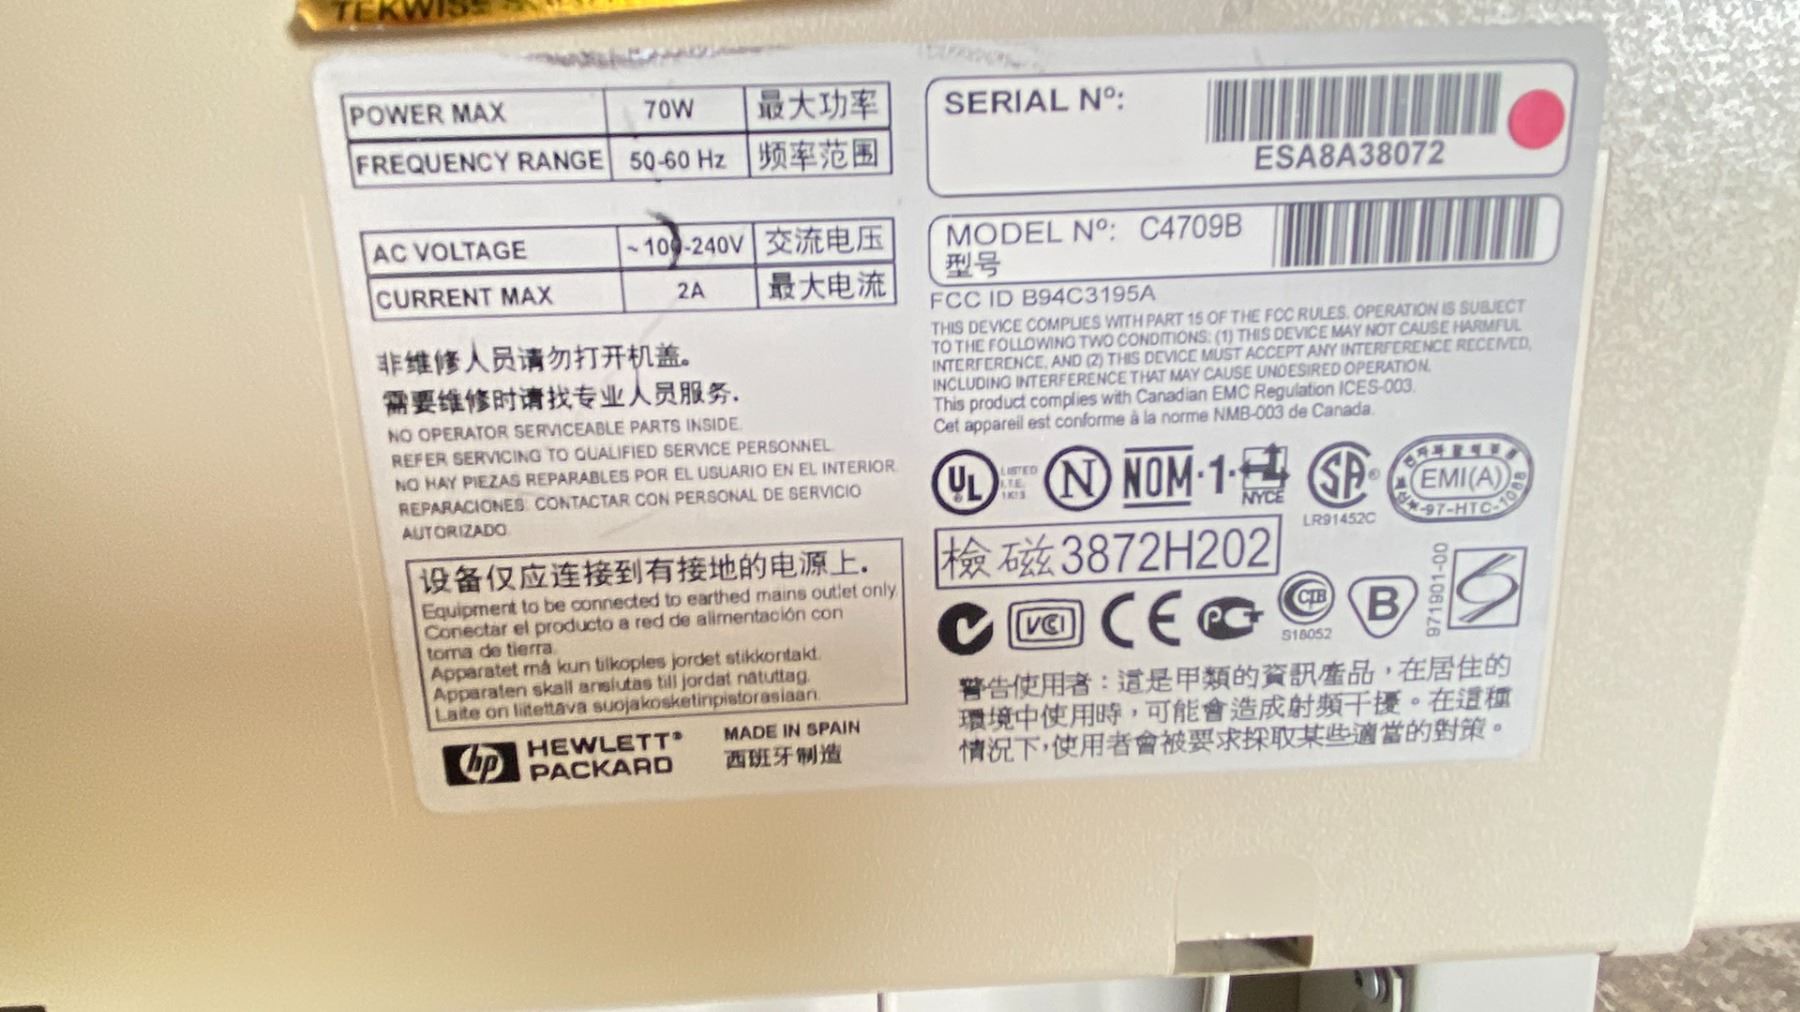 TEKWISE
POWER MAX 70W 最大功率
FREQUENCY RANGE 50-60 Hz 频率范围
AC VOLTAGE ~100-240V 交流电压
CURRENT MAX 2A 最大电流
非维修人员请勿打开机盖。
需要维修时请找专业人员服务.
NO OPERATOR SERVICEABLE PARTS INSIDE.
REFER SERVICING TO QUALIFIED SERVICE PERSONNEL.
NO HAY PIEZAS REPARABLES POR EL USUARIO EN EL INTERIOR.
REPARACIONES: CONTACTAR CON PERSONAL DE SERVICIO
AUTORIZADO.
设备仅应连接到有接地的电源上.
Equipment to be connected to earthed mains outlet only.
Conectar el producto a red de alimentación con
toma de tierra.
Apparatet må kun tilkoples jordet stikkontakt.
Apparaten skall anslutas till jordat nätuttag.
Laite on liitettävä suojakosketinpistorasiaan.
hp HEWLETT®
PACKARD
MADE IN SPAIN
西班牙制造
SERIAL Nº:
ESA8A38072
MODEL Nº: C4709B
型号
FCC ID B94C3195A
THIS DEVICE COMPLIES WITH PART 15 OF THE FCC RULES. OPERATION IS SUBJECT
TO THE FOLLOWING TWO CONDITIONS: (1) THIS DEVICE MAY NOT CAUSE HARMFUL
INTERFERENCE, AND (2) THIS DEVICE MUST ACCEPT ANY INTERFERENCE RECEIVED,
INCLUDING INTERFERENCE THAT MAY CAUSE UNDESIRED OPERATION.
This product complies with Canadian EMC Regulation ICES-003.
Cet appareil est conforme à la norme NMB-003 de Canada.
UL LISTED I.T.E. N NOM-1- NYCE SA® EMI(A)
LR91452C
-97-HTC-1088
檢磁3872H202
VCI CE PCT CIB B
S18052
971901-00
警告使用者：這是甲類的資訊產品，在居住的
環境中使用時，可能會造成射頻干擾。在這種
情況下，使用者會被要求採取某些適當的對策。